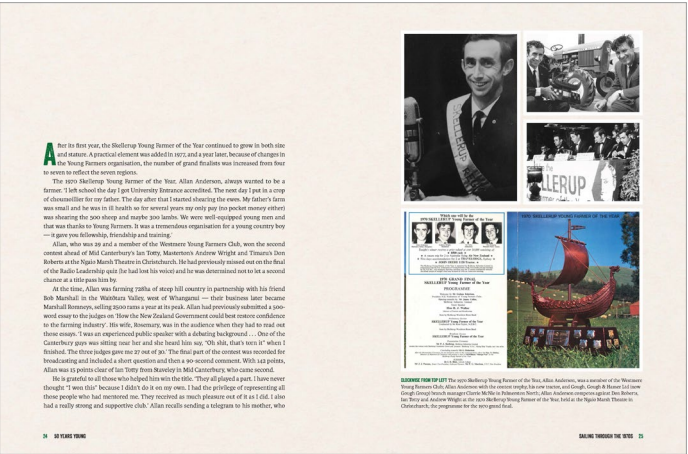 After its first year, the Skellerup Young Farmer of the Year continued to grow in both size
and stature. A practical element was added in 1972, and a year later, because of changes in
the Young Farmers organisation, the number of grand finalists was increased from four
to seven to reflect the seven regions.
The 1970 Skellerup Young Farmer of the Year, Allan Anderson, always wanted to be a
farmer. 'I left school the day I got University Entrance accredited. The next day I put in a crop
of choumollier for my father. The day after that I started shearing the ewes. My father's farm
was small and he was in ill health so for several years my only pay (no pocket money either)
was shearing the 500 sheep and maybe 300 lambs. We were well-equipped young men and
that was thanks to Young Farmers. It was a tremendous organisation for a young country boy
— it gave you friendship, friendship and training.'
Allan, who was 29 and a member of the Westmere Young Farmers Club, won the second
contest ahead of Mid Canterbury's Ian Totty, Masterton's Andrew Wright and Timaru's Don
Roberts at the Ngaio Marsh Theatre in Christchurch. He had previously missed out on the final
of the Radio Leadership quiz (he had lost his voice) and he was determined not to let a second
chance at a title pass him by.
At the time, Allan was farming 728ha of steep hill country in partnership with his friend
Bob Marshall in the Waitōtara Valley, west of Whanganui — their business later became
Marshall Romneys, selling 2500 rams a year at its peak. Allan had previously submitted a 500-
word essay to the judges on 'How the New Zealand Government could best restore confidence
to the farming industry'. His wife, Rosemary, was in the audience when they had to read out
these essays. 'I was an experienced public speaker with a debating background . . . One of the
Canterbury guys was sitting near her and she heard him say, "Oh shit, that's torn it" when I
finished. The three judges gave me 27 out of 30.' The final part of the contest was recorded for
broadcasting and included a short question and then a 90-second comment. With 142 points,
Allan was 15 points clear of Ian Totty from Staveley in Mid Canterbury, who came second.
He is grateful to all those who helped him win the title. 'They all played a part. I have never
thought "I won this" because I didn't do it on my own. I had the privilege of representing all
those people who had mentored me. They received as much pleasure out of it as I did. I also
had a really strong and supportive club.' Allan recalls sending a telegram to his mother, who
24 50 YEARS YOUNG
SKELLERUP
LLERUP
Which one will be the
1970 SKELLERUP Young Farmer of the Year
1970 GRAND FINAL
SKELLERUP Young Farmer of the Year
PROGRAMME
1970 SKELLERUP YOUNG FARMER OF THE YEAR
CLOCKWISE FROM TOP LEFT The 1970 Skellerup Young Farmer of the Year, Allan Anderson, was a member of the Westmere
Young Farmers Club; Allan Anderson with the contest trophy, his new tractor, and Gough, Gough & Hamer Ltd (now
Gough Group) branch manager Clarrie McNie in Palmerston North; Allan Anderson competes against Don Roberts,
Ian Totty and Andrew Wright at the 1970 Skellerup Young Farmer of the Year, held at the Ngaio Marsh Theatre in
Christchurch; the programme for the 1970 grand final.
SAILING THROUGH THE 1970S 25